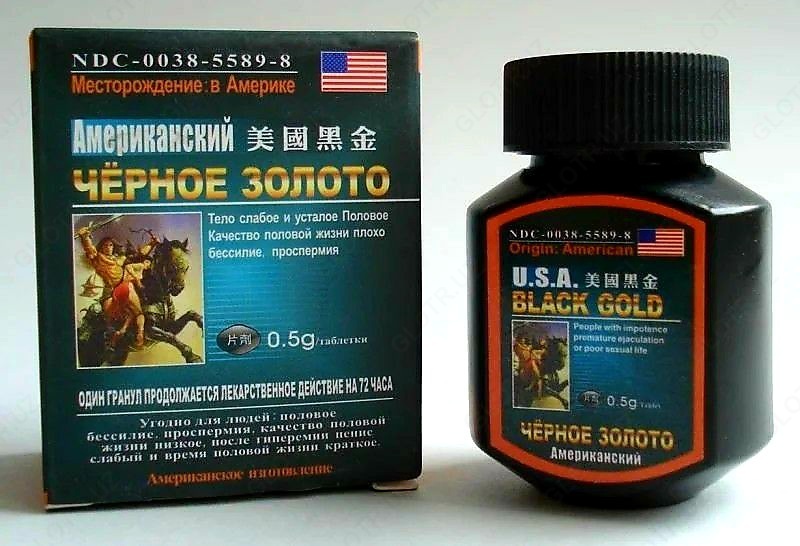 NDC-0038-5589-8
Месторождение: в Америке
Американский 美國黑金
ЧЁРНОЕ ЗОЛОТО
Тело слабое и усталое Половое
Качество половой жизни плохо
бессилие, проспермия
片劑 0.5g/таблетки
ОДИН ГРАНУЛ ПРОДОЛЖАЕТСЯ ЛЕКАРСТВЕННОЕ ДЕЙСТВИЕ НА 72 ЧАСА
Угодно для людей: половое
бессилие, проспермия, качество половой
жизни низкое, после гиперемии пенис
слабый и время половой жизни краткое.
Американское изготовление
NDC-0038-5589-8
Origin: American
U.S.A. 美國黑金
BLACK GOLD
People with impotence
premature ejaculation
or poor sexual life
片劑 0.5g
ЧЁРНОЕ ЗОЛОТО
Американский